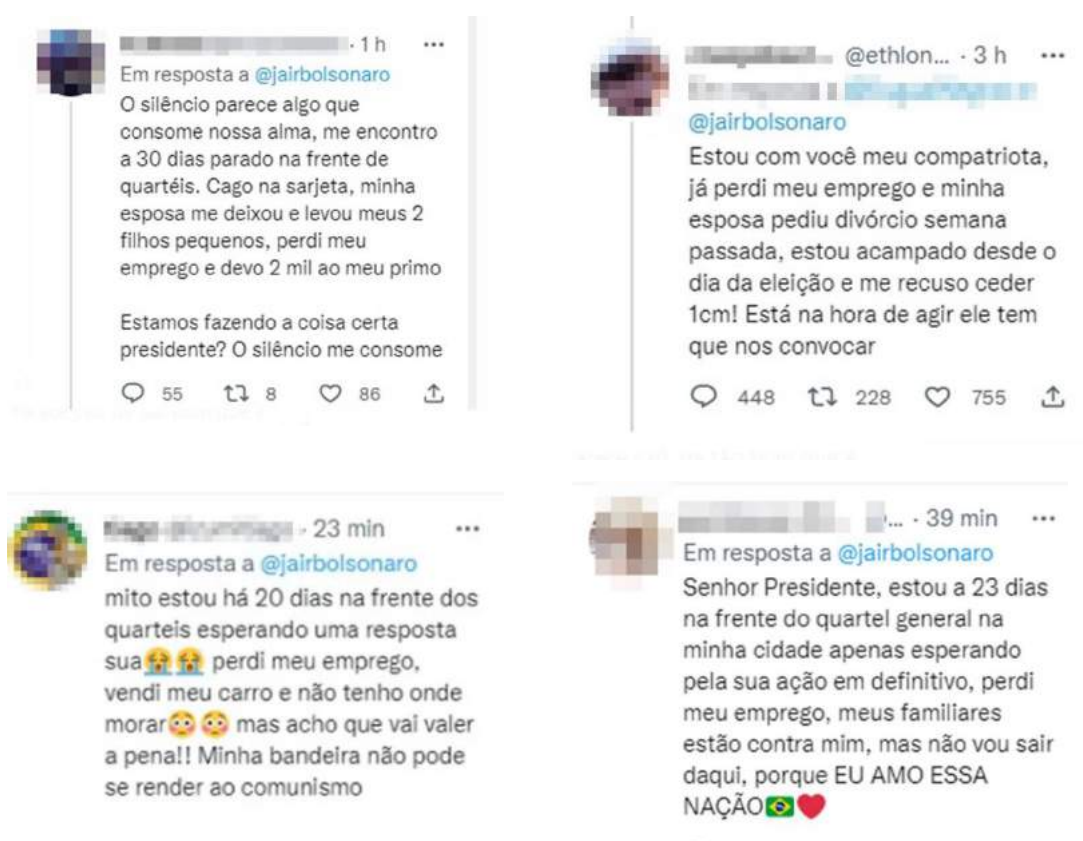 · 1 h ...
Em resposta a @jairbolsonaro
O silêncio parece algo que
consome nossa alma, me encontro
a 30 dias parado na frente de
quartéis. Cago na sarjeta, minha
esposa me deixou e levou meus 2
filhos pequenos, perdi meu
emprego e devo 2 mil ao meu primo
Estamos fazendo a coisa certa
presidente? O silêncio me consome
55 8 86
@ethlon... · 3 h ...
@jairbolsonaro
Estou com você meu compatriota,
já perdi meu emprego e minha
esposa pediu divórcio semana
passada, estou acampado desde o
dia da eleição e me recuso ceder
1cm! Está na hora de agir ele tem
que nos convocar
448 228 755
· 23 min ...
Em resposta a @jairbolsonaro
mito estou há 20 dias na frente dos
quarteis esperando uma resposta
sua😭😭 perdi meu emprego,
vendi meu carro e não tenho onde
morar😳😳 mas acho que vai valer
a pena!! Minha bandeira não pode
se render ao comunismo
... · 39 min ...
Em resposta a @jairbolsonaro
Senhor Presidente, estou a 23 dias
na frente do quartel general na
minha cidade apenas esperando
pela sua ação em definitivo, perdi
meu emprego, meus familiares
estão contra mim, mas não vou sair
daqui, porque EU AMO ESSA
NAÇÃO🇧🇷❤️